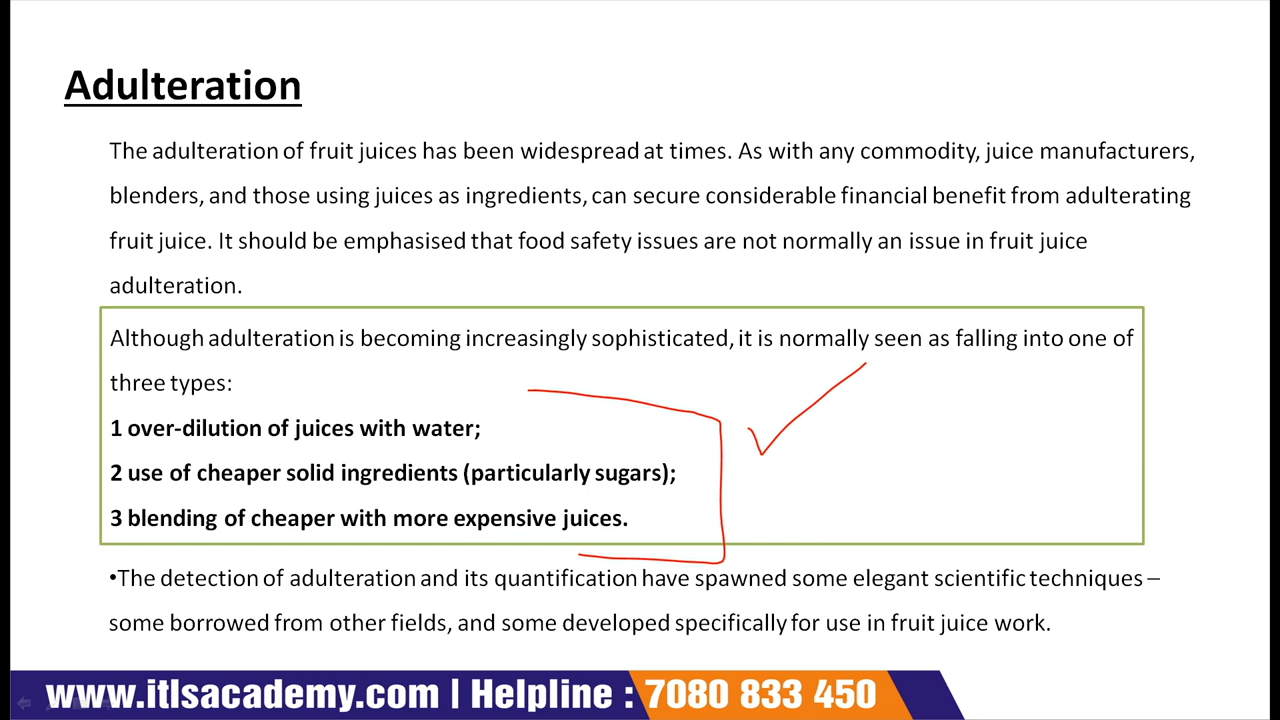 Adulteration
The adulteration of fruit juices has been widespread at times. As with any commodity, juice manufacturers,
blenders, and those using juices as ingredients, can secure considerable financial benefit from adulterating
fruit juice. It should be emphasised that food safety issues are not normally an issue in fruit juice
adulteration.
Although adulteration is becoming increasingly sophisticated, it is normally seen as falling into one of
three types:
1 over-dilution of juices with water;
2 use of cheaper solid ingredients (particularly sugars);
3 blending of cheaper with more expensive juices.
•The detection of adulteration and its quantification have spawned some elegant scientific techniques –
some borrowed from other fields, and some developed specifically for use in fruit juice work.
www.itlsacademy.com | Helpline : 7080 833 450